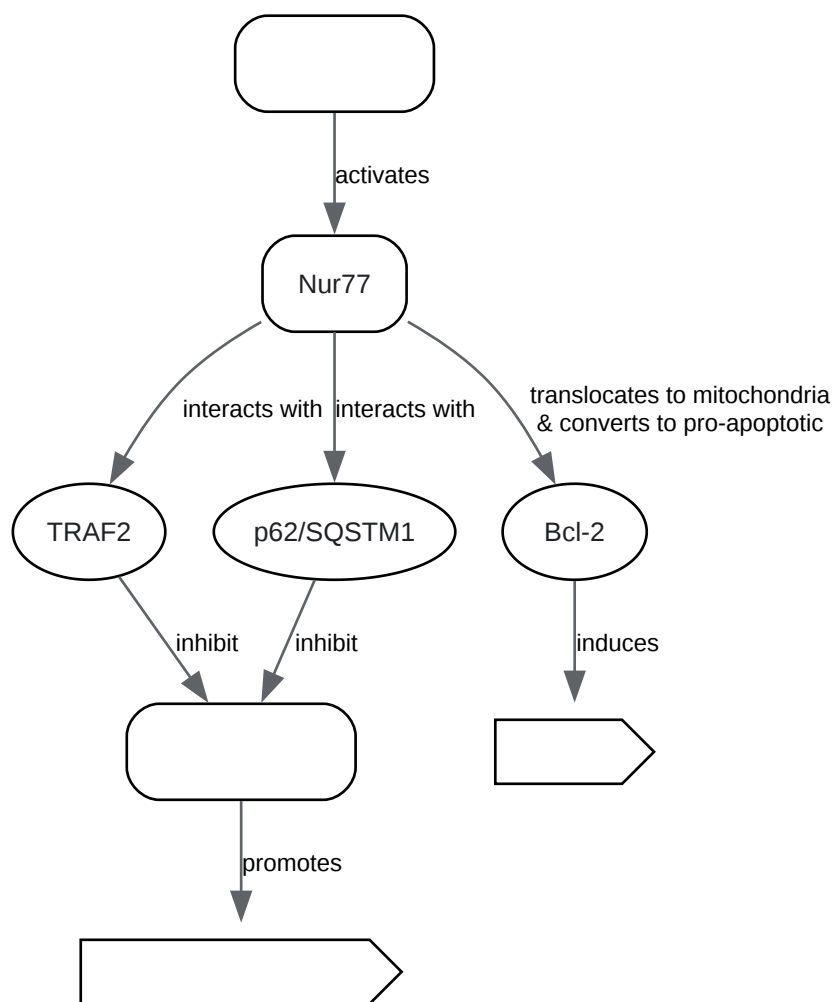 activates
Nur77
interacts with
interacts with
translocates to mitochondria
& converts to pro-apoptotic
TRAF2
p62/SQSTM1
Bcl-2
inhibit
inhibit
induces
promotes